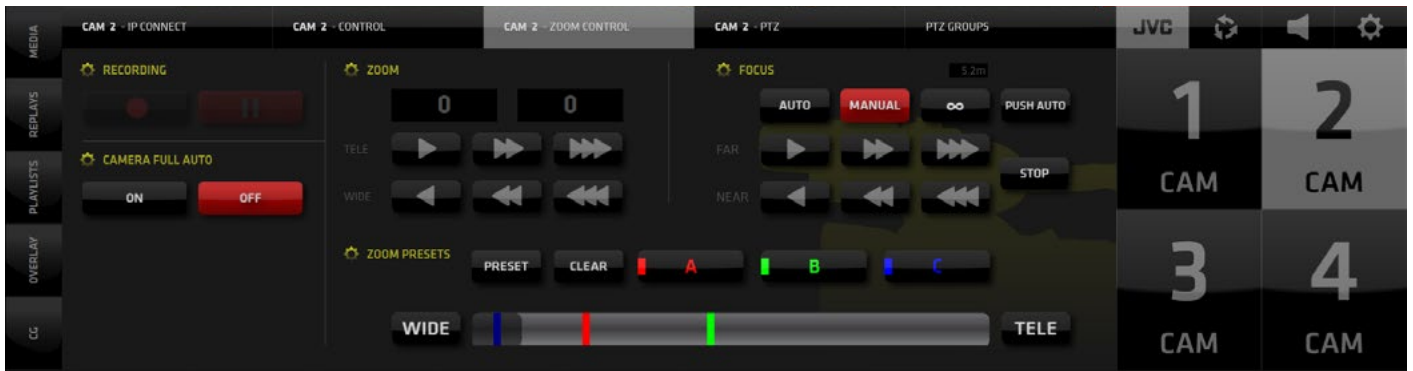 MEDIA
REPLAYS
PLAYLISTS
OVERLAY
CG
CAM 2 - IP CONNECT
CAM 2 - CONTROL
CAM 2 - ZOOM CONTROL
CAM 2 - PTZ
PTZ GROUPS
JVC
RECORDING
CAMERA FULL AUTO
ON OFF
ZOOM
0 0
TELE
WIDE
FOCUS
5.2m
AUTO MANUAL ∞ PUSH AUTO
FAR
STOP
NEAR
ZOOM PRESETS
PRESET CLEAR A B C
WIDE TELE
1
CAM
2
CAM
3
CAM
4
CAM